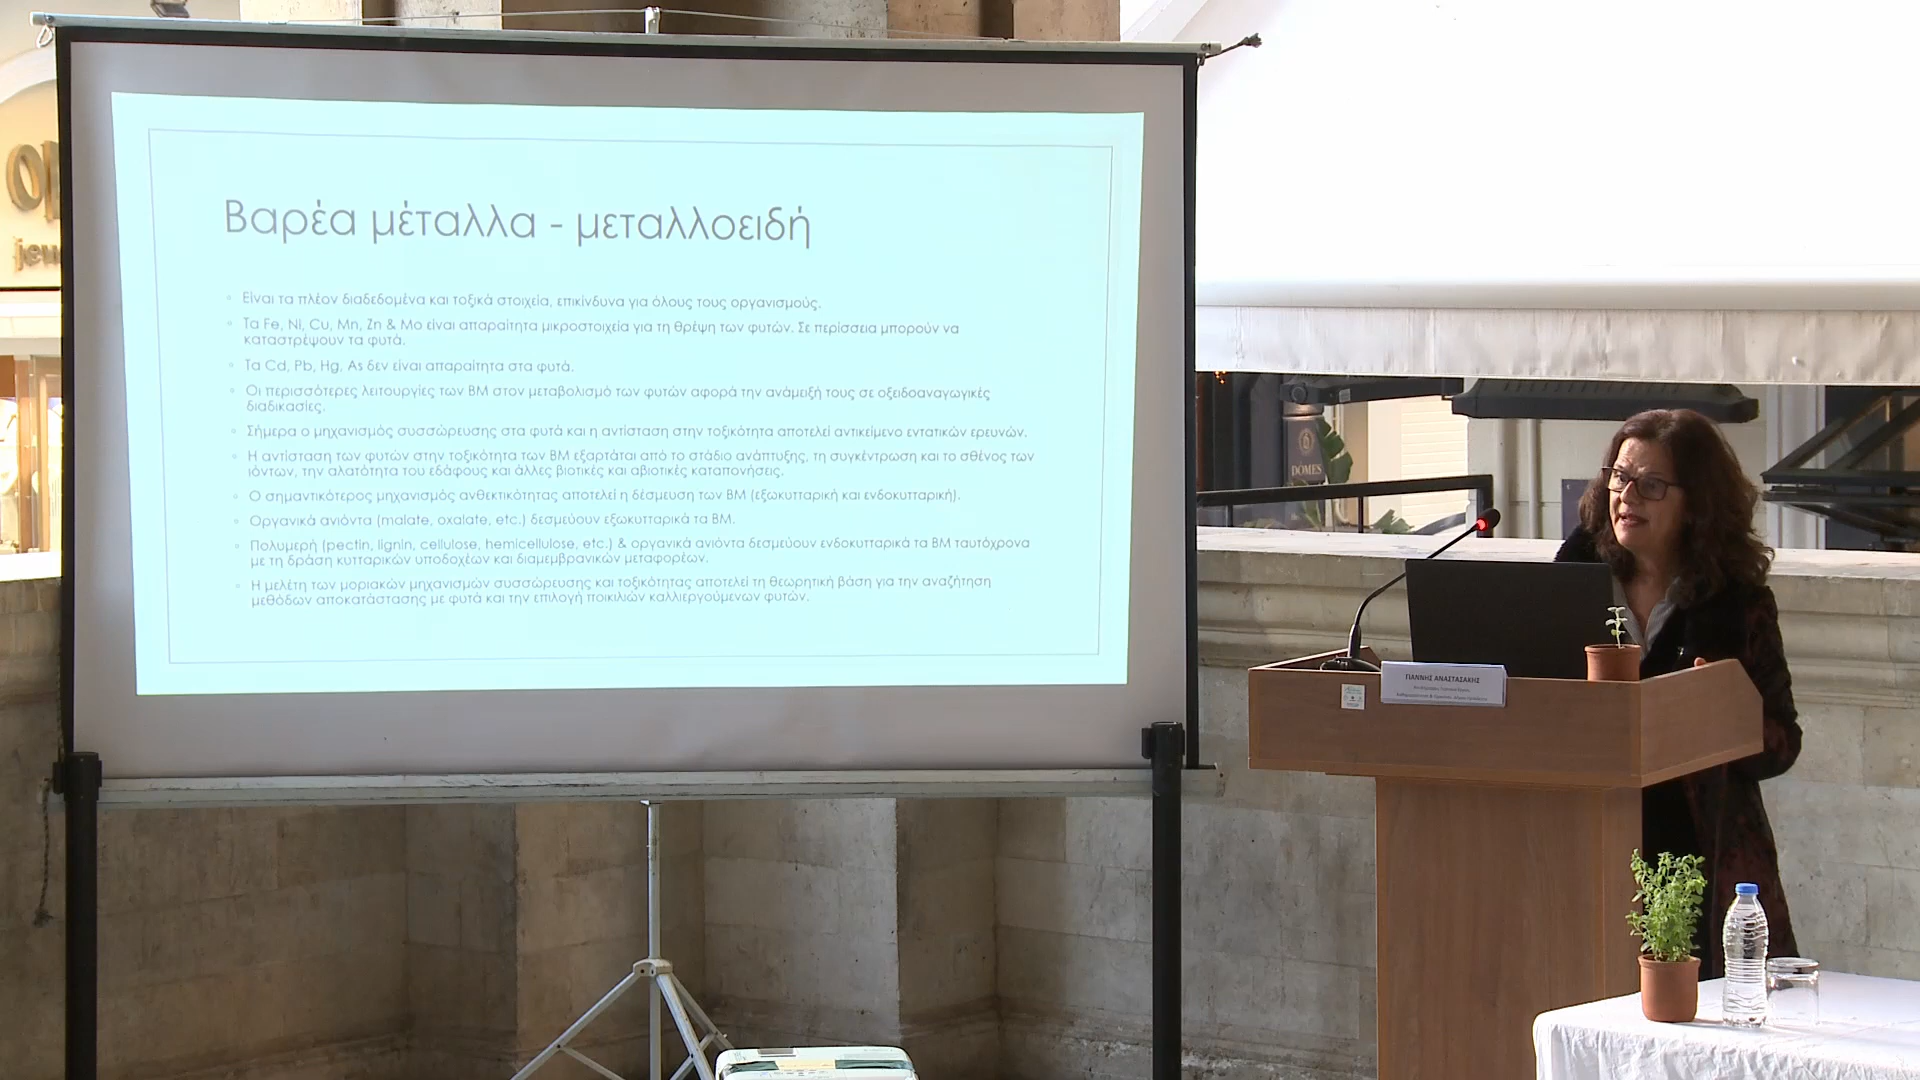 Βαρέα μέταλλα - μεταλλοειδή
Είναι τα πλέον διαδεδομένα και τοξικά στοιχεία, επικίνδυνα για όλους τους οργανισμούς.
Τα Fe, Ni, Cu, Mn, Zn & Mo είναι απαραίτητα μικροστοιχεία για τη θρέψη των φυτών. Σε περίσσεια μπορούν να
καταστρέψουν τα φυτά.
Τα Cd, Pb, Hg, As δεν είναι απαραίτητα στα φυτά.
Οι περισσότερες λειτουργίες των ΒΜ στον μεταβολισμό των φυτών αφορά την ανάμειξή τους σε οξειδοαναγωγικές
διαδικασίες.
Σήμερα ο μηχανισμός συσσώρευσης στα φυτά και η αντίσταση στην τοξικότητα αποτελεί αντικείμενο εντατικών ερευνών.
Η αντίσταση των φυτών στην τοξικότητα των ΒΜ εξαρτάται από το στάδιο ανάπτυξης, τη συγκέντρωση και το σθένος των
ιόντων, την αλατότητα του εδάφους και άλλες βιοτικές και αβιοτικές καταπονήσεις.
Ο σημαντικότερος μηχανισμός ανθεκτικότητας αποτελεί η δέσμευση των ΒΜ (εξωκυτταρική και ενδοκυτταρική).
Οργανικά ανιόντα (malate, oxalate, etc.) δεσμεύουν εξωκυτταρικά τα ΒΜ.
Πολυμερή (pectin, lignin, cellulose, hemicellulose, etc.) & οργανικά ανιόντα δεσμεύουν ενδοκυτταρικά τα ΒΜ ταυτόχρονα
με τη δράση κυτταρικών υποδοχέων και διαμεμβρανικών μεταφορέων.
Η μελέτη των μοριακών μηχανισμών συσσώρευσης και τοξικότητας αποτελεί τη θεωρητική βάση για την αναζήτηση
μεθόδων αποκατάστασης με φυτά και την επιλογή ποικιλιών καλλιεργούμενων φυτών.
DOMES
ΓΙΑΝΝΗΣ ΑΝΑΣΤΑΣΑΚΗΣ